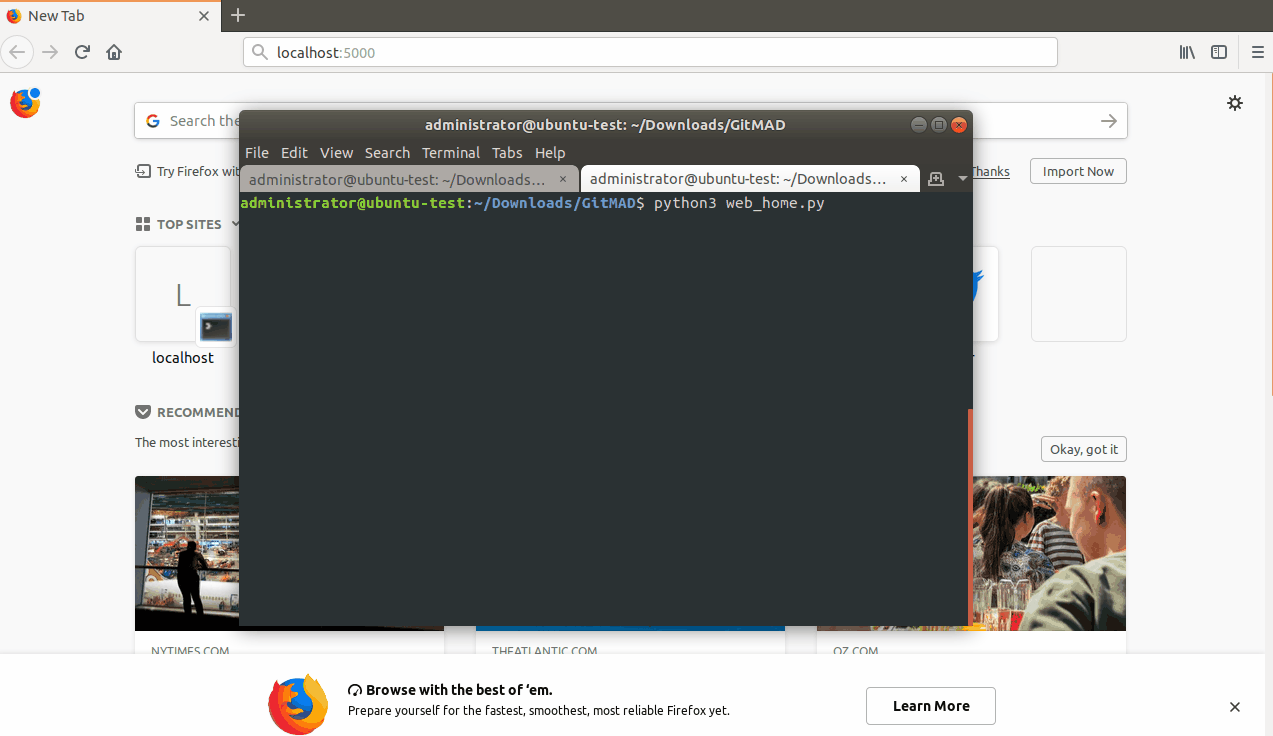 New Tab
localhost:5000
Search the
administrator@ubuntu-test: ~/Downloads/GitMAD
File Edit View Search Terminal Tabs Help
Try Firefox wit
Thanks
Import Now
administrator@ubuntu-test: ~/Downloads...
administrator@ubuntu-test: ~/Downloads...
administrator@ubuntu-test:~/Downloads/GitMAD$ python3 web_home.py
TOP SITES
L
localhost
RECOMMEND
The most interesti
Okay, got it
NYTIMES.COM
THEATLANTIC.COM
QZ.COM
Browse with the best of ‘em.
Prepare yourself for the fastest, smoothest, most reliable Firefox yet.
Learn More